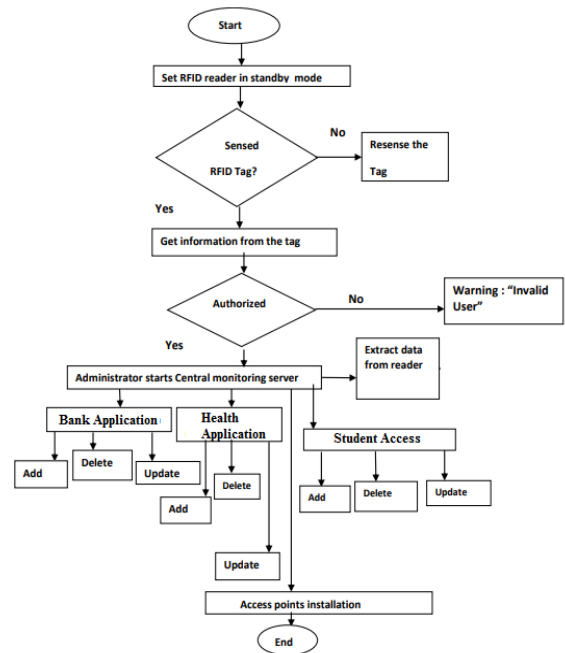 Start
Set RFID reader in standby mode
No
Sensed
RFID Tag?
Resense the
Tag
Yes
Get information from the tag
Authorized
No
Warning : “Invalid
User”
Yes
Extract data
from reader
Administrator starts Central monitoring server
Bank Application
Health
Application
Student Access
Add
Delete
Update
Add
Delete
Update
Add
Delete
Update
Access points installation
End